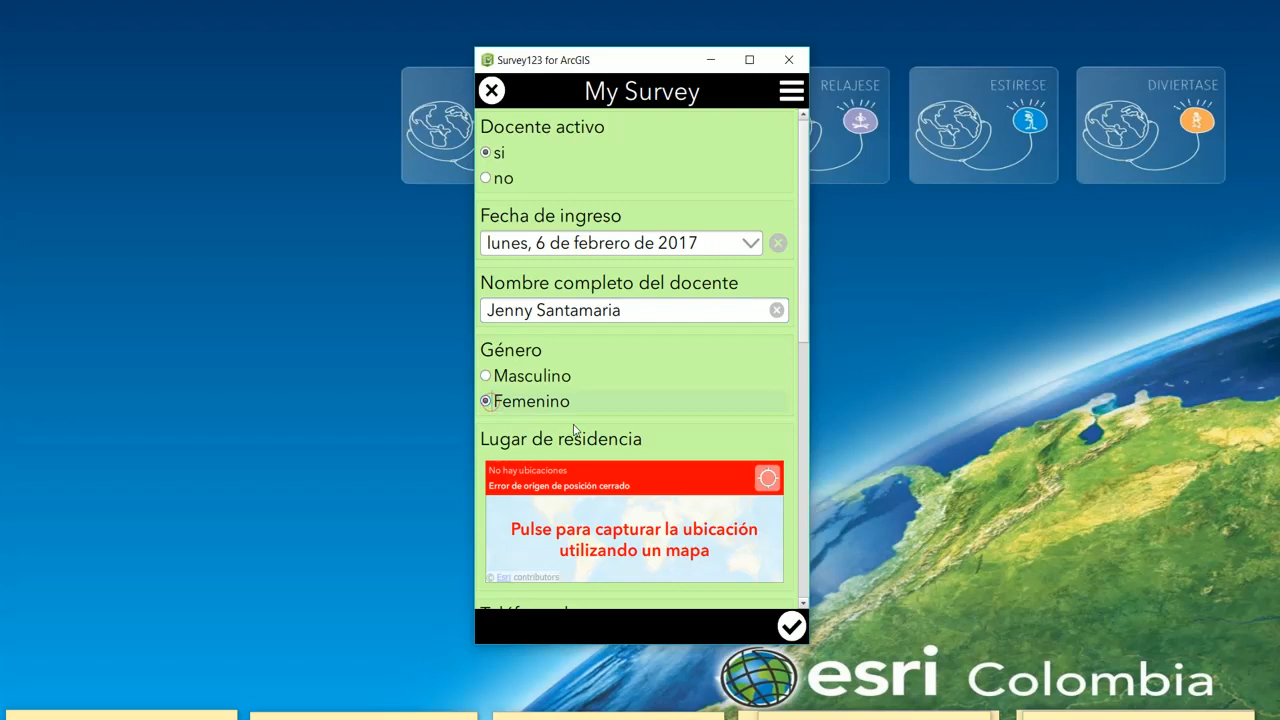 Survey123 for ArcGIS
My Survey
RELAJESE
ESTIRESE
DIVIERTASE
Docente activo
si
no
Fecha de ingreso
lunes, 6 de febrero de 2017
Nombre completo del docente
Jenny Santamaria
Género
Masculino
Femenino
Lugar de residencia
No hay ubicaciones
Error de origen de posición cerrado
Pulse para capturar la ubicación
utilizando un mapa
© Esri contributors
esri Colombia